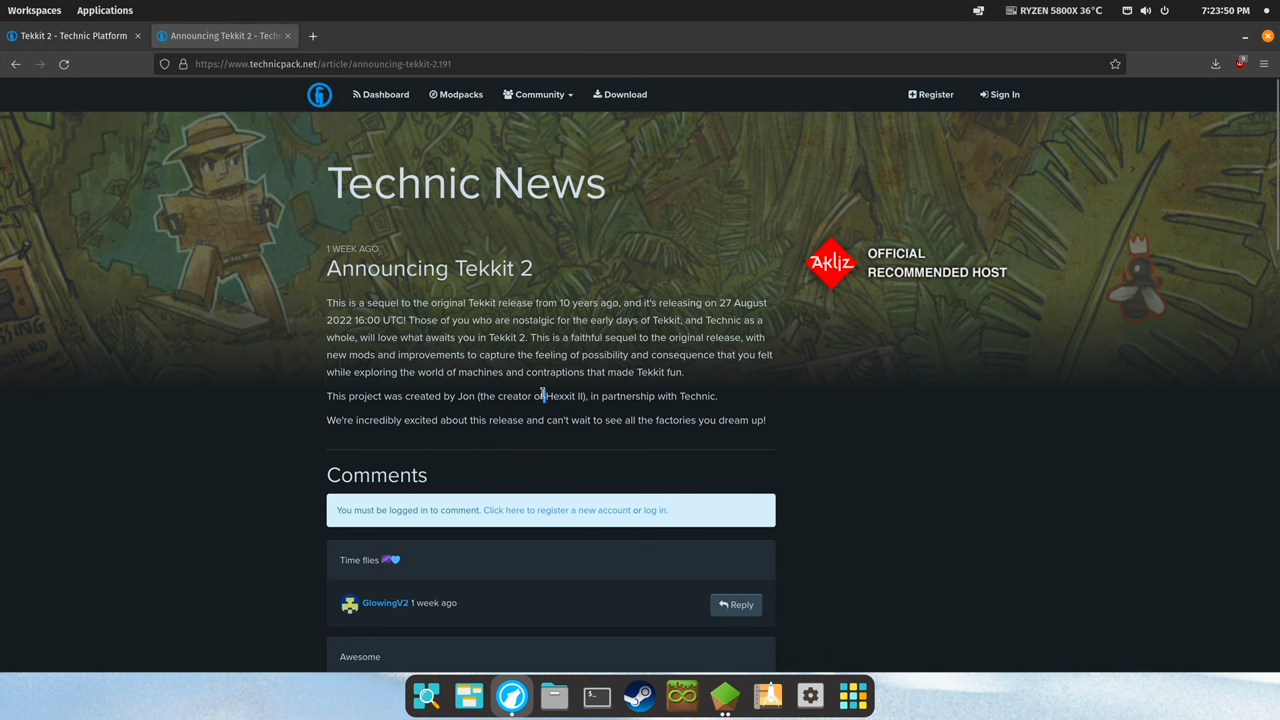 Workspaces Applications RYZEN 5800X 36°C 7:23:50 PM
Tekkit 2 - Technic Platform × Announcing Tekkit 2 - Techn × +
https://www.technicpack.net/article/announcing-tekkit-2.191 9
Dashboard Modpacks Community Download Register Sign In
Technic News
1 WEEK AGO
Announcing Tekkit 2
This is a sequel to the original Tekkit release from 10 years ago, and it's releasing on 27 August
2022 16:00 UTC! Those of you who are nostalgic for the early days of Tekkit, and Technic as a
whole, will love what awaits you in Tekkit 2. This is a faithful sequel to the original release, with
new mods and improvements to capture the feeling of possibility and consequence that you felt
while exploring the world of machines and contraptions that made Tekkit fun.
This project was created by Jon (the creator of Hexxit II), in partnership with Technic.
We're incredibly excited about this release and can't wait to see all the factories you dream up!
AKLIZ
OFFICIAL
RECOMMENDED HOST
Comments
You must be logged in to comment. Click here to register a new account or log in.
Time flies
GlowingV2 1 week ago Reply
Awesome